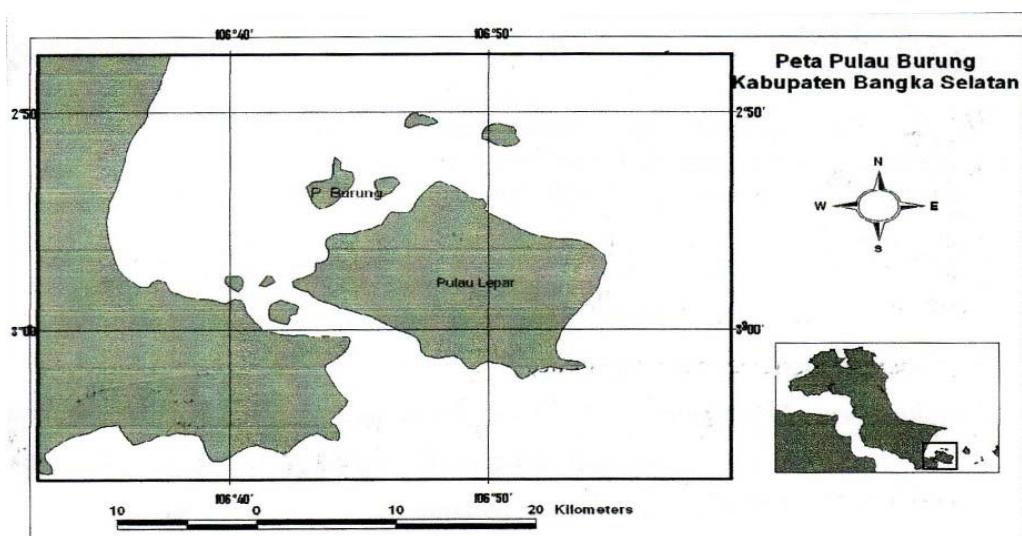 106°40'
106°50'
Peta Pulau Burung
Kabupaten Bangka Selatan
2°50'
2°50'
N
P. Burung
W
E
S
Pulau Lepar
3°00'
3°00'
106°40'
106°50'
10
0
10
20
Kilometers